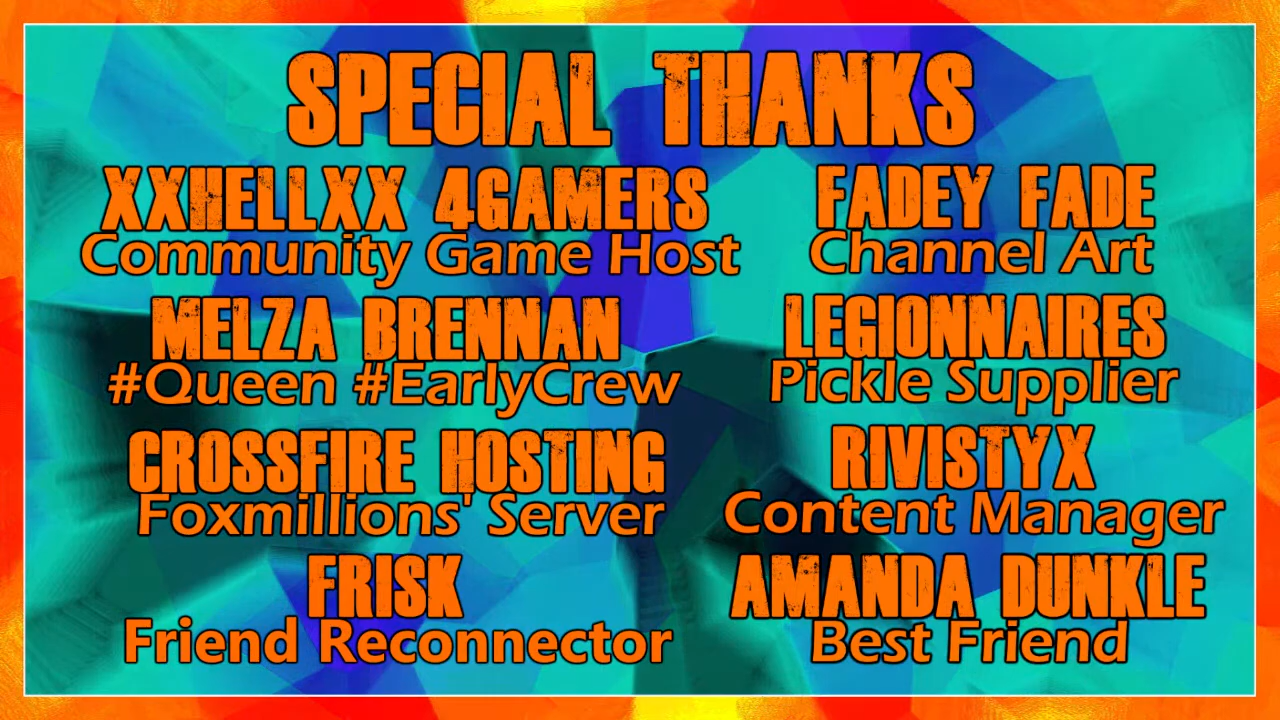 SPECIAL THANKS
XXHELLXX 4GAMERS
Community Game Host
FADEY FADE
Channel Art
MELZA BRENNAN
#Queen #EarlyCrew
LEGIONNAIRES
Pickle Supplier
CROSSFIRE HOSTING
Foxmillions' Server
RIVISTYX
Content Manager
FRISK
Friend Reconnector
AMANDA DUNKLE
Best Friend